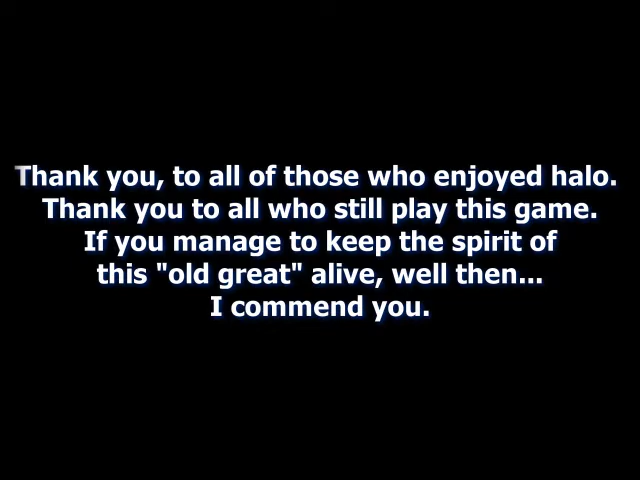 Thank you, to all of those who enjoyed halo.
Thank you to all who still play this game.
If you manage to keep the spirit of
this "old great" alive, well then...
I commend you.